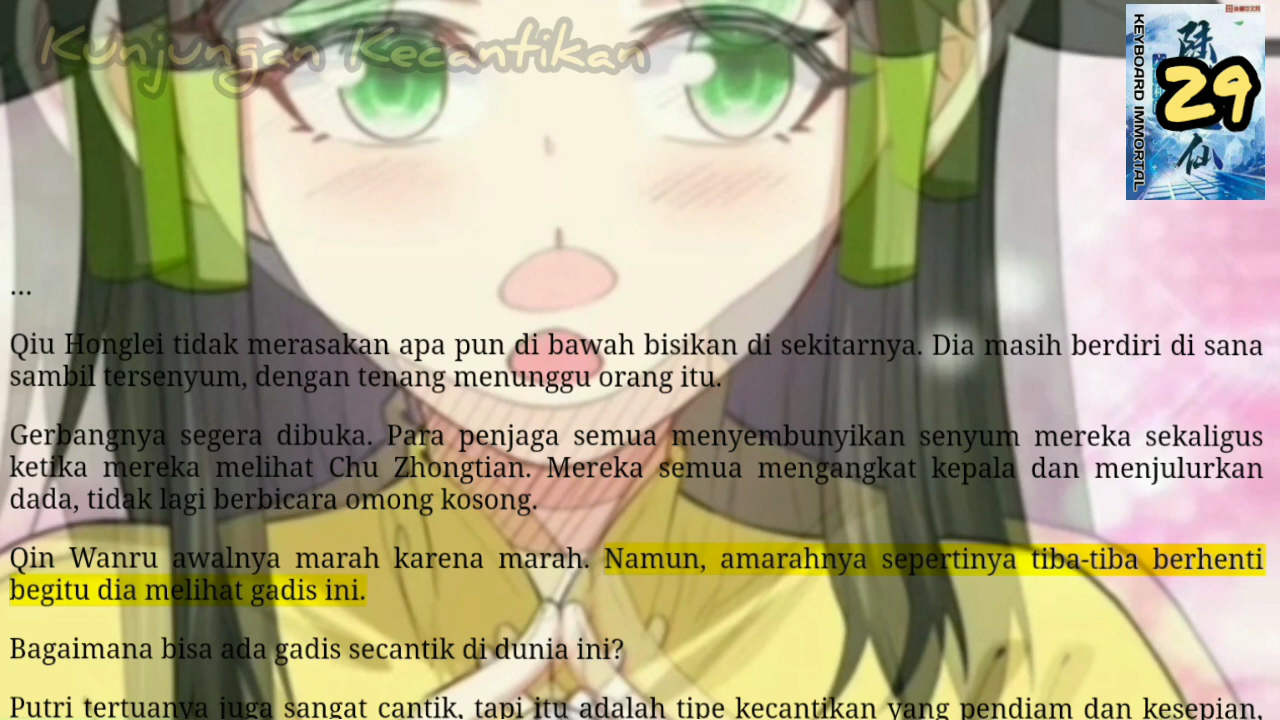 Kunjungan Kecantikan
KEYBOARD IMMORTAL
29
仙
...
Qiu Honglei tidak merasakan apa pun di bawah bisikan di sekitarnya. Dia masih berdiri di sana
sambil tersenyum, dengan tenang menunggu orang itu.
Gerbangnya segera dibuka. Para penjaga semua menyembunyikan senyum mereka sekaligus
ketika mereka melihat Chu Zhongtian. Mereka semua mengangkat kepala dan menjulurkan
dada, tidak lagi berbicara omong kosong.
Qin Wanru awalnya marah karena marah. Namun, amarahnya sepertinya tiba-tiba berhenti
begitu dia melihat gadis ini.
Bagaimana bisa ada gadis secantik di dunia ini?
Putri tertuanya juga sangat cantik, tapi itu adalah tipe kecantikan yang pendiam dan kesepian,